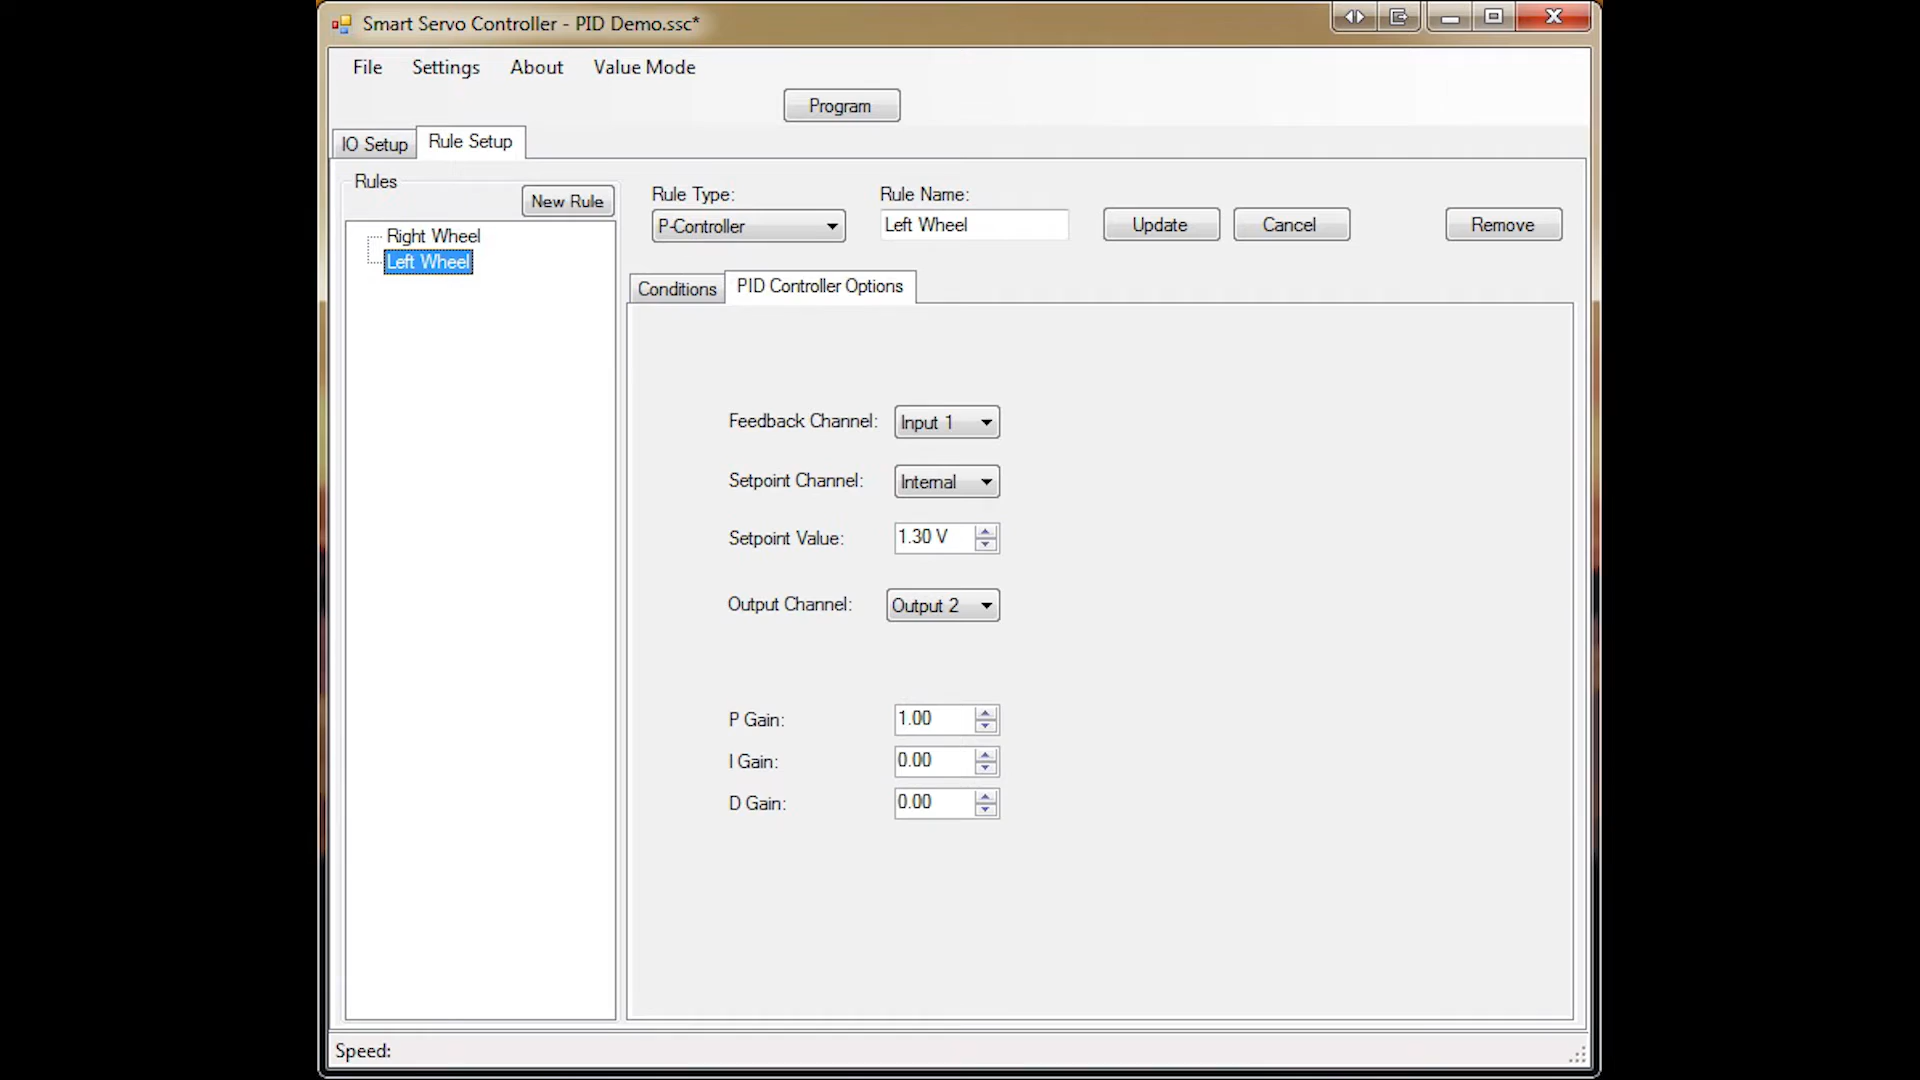 Smart Servo Controller - PID Demo.ssc*
File Settings About Value Mode
Program
IO Setup Rule Setup
Rules
New Rule
Right Wheel
Left Wheel
Rule Type: Rule Name:
P-Controller Left Wheel Update Cancel Remove
Conditions PID Controller Options
Feedback Channel: Input 1
Setpoint Channel: Internal
Setpoint Value: 1.30 V
Output Channel: Output 2
P Gain: 1.00
I Gain: 0.00
D Gain: 0.00
Speed: